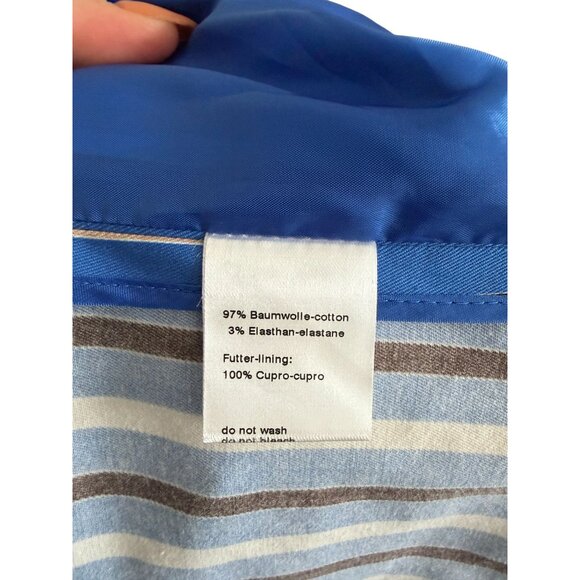 97% Baumwolle-cotton
3% Elasthan-elastane
Futter-lining:
100% Cupro-cupro
do not wash
do not bleach